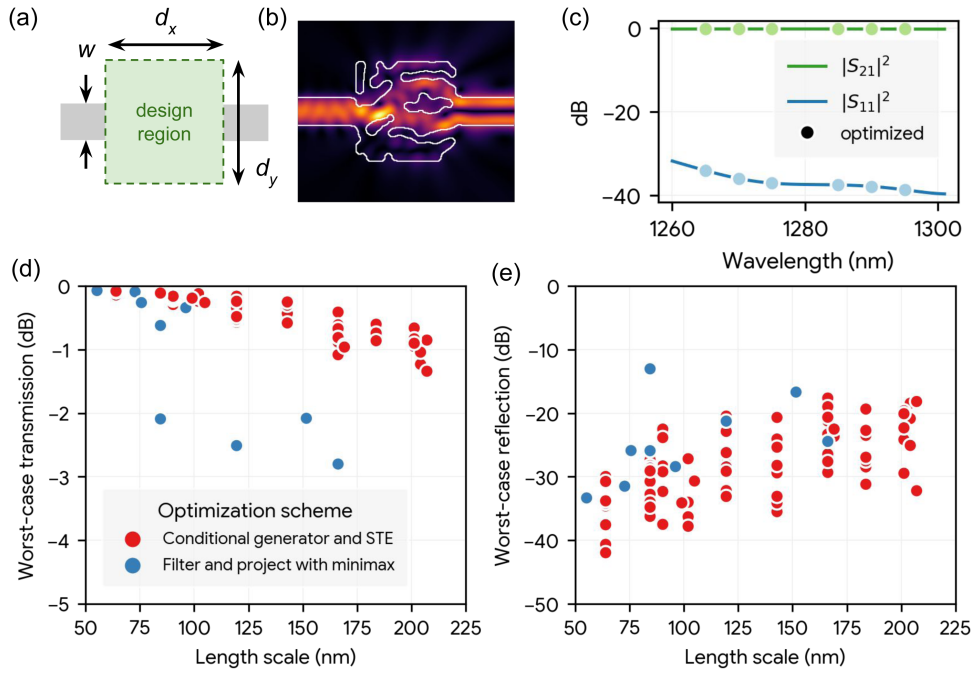 (a)
dx
w
design
region
dy
(b)
(c)
0
−20
−40
dB
|S21|²
|S11|²
optimized
1260
1280
1300
Wavelength (nm)
(d)
0
−1
−2
−3
−4
−5
Worst-case transmission (dB)
Optimization scheme
Conditional generator and STE
Filter and project with minimax
50
75
100
125
150
175
200
225
Length scale (nm)
(e)
0
−10
−20
−30
−40
−50
Worst-case reflection (dB)
50
75
100
125
150
175
200
225
Length scale (nm)